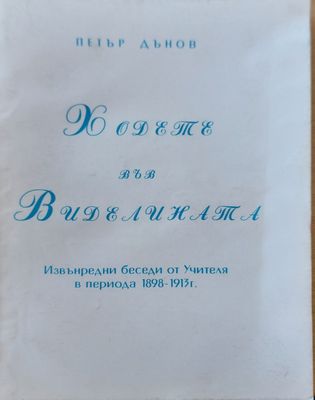 ПЕТЪР ДЪНОВ
ХОДЕТЕ
ВЪВ
ВИДЕЛИНАТА
Извънредни беседи от Учителя
в периода 1898-1913г.